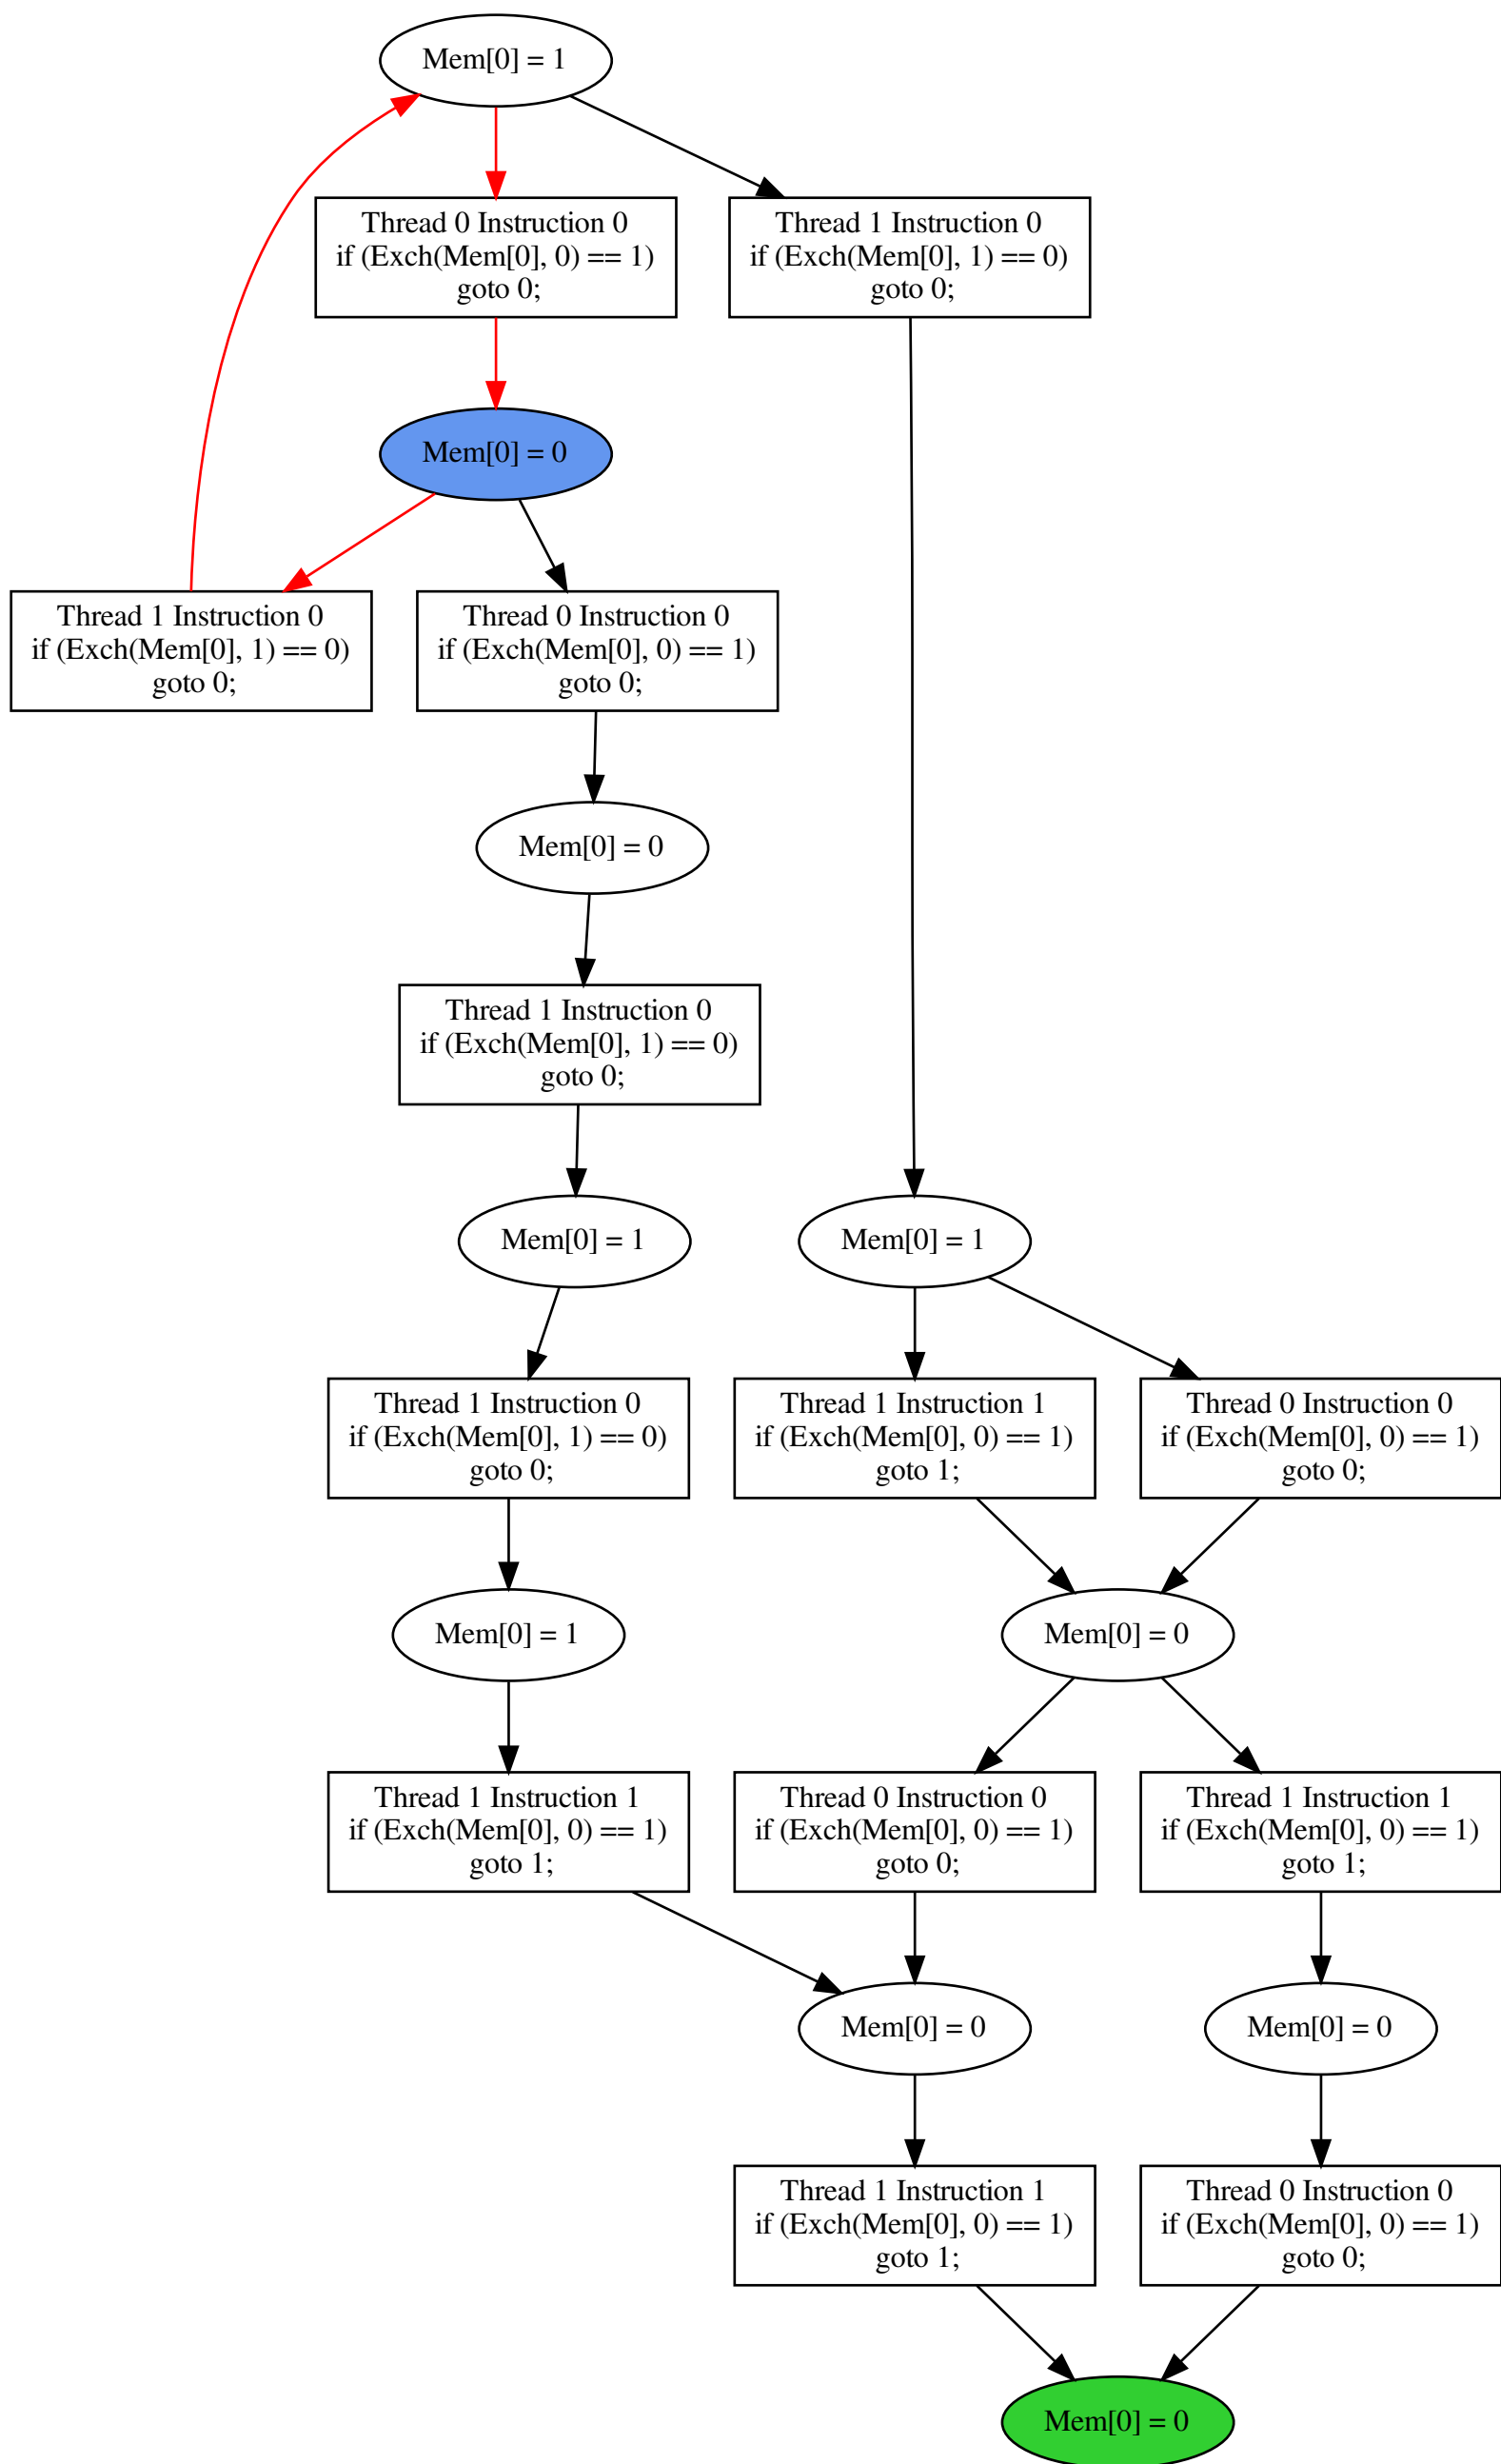 Mem[0] = 1
Thread 0 Instruction 0
if (Exch(Mem[0], 0) == 1)
goto 0;
Thread 1 Instruction 0
if (Exch(Mem[0], 1) == 0)
goto 0;
Mem[0] = 0
Thread 1 Instruction 0
if (Exch(Mem[0], 1) == 0)
goto 0;
Thread 0 Instruction 0
if (Exch(Mem[0], 0) == 1)
goto 0;
Mem[0] = 0
Thread 1 Instruction 0
if (Exch(Mem[0], 1) == 0)
goto 0;
Mem[0] = 1
Mem[0] = 1
Thread 1 Instruction 0
if (Exch(Mem[0], 1) == 0)
goto 0;
Thread 1 Instruction 1
if (Exch(Mem[0], 0) == 1)
goto 1;
Thread 0 Instruction 0
if (Exch(Mem[0], 0) == 1)
goto 0;
Mem[0] = 1
Mem[0] = 0
Thread 1 Instruction 1
if (Exch(Mem[0], 0) == 1)
goto 1;
Thread 0 Instruction 0
if (Exch(Mem[0], 0) == 1)
goto 0;
Thread 1 Instruction 1
if (Exch(Mem[0], 0) == 1)
goto 1;
Mem[0] = 0
Mem[0] = 0
Thread 1 Instruction 1
if (Exch(Mem[0], 0) == 1)
goto 1;
Thread 0 Instruction 0
if (Exch(Mem[0], 0) == 1)
goto 0;
Mem[0] = 0